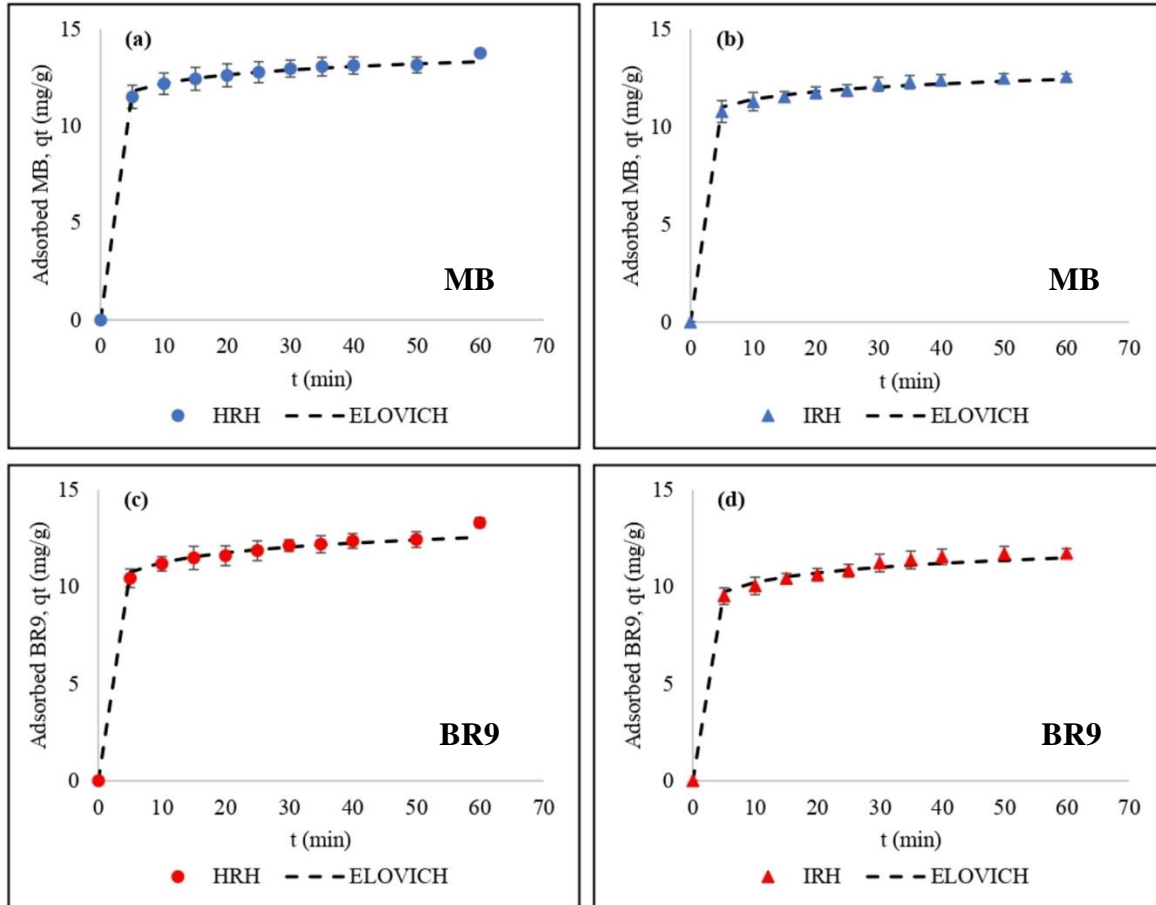 (a)
Adsorbed MB, qt (mg/g)
15
10
5
0
0 10 20 30 40 50 60 70
t (min)
MB
HRH ELOVICH
(b)
Adsorbed MB, qt (mg/g)
15
10
5
0
0 10 20 30 40 50 60 70
t (min)
MB
IRH ELOVICH
(c)
Adsorbed BR9, qt (mg/g)
15
10
5
0
0 10 20 30 40 50 60 70
t (min)
BR9
HRH ELOVICH
(d)
Adsorbed BR9, qt (mg/g)
15
10
5
0
0 10 20 30 40 50 60 70
t (min)
BR9
IRH ELOVICH